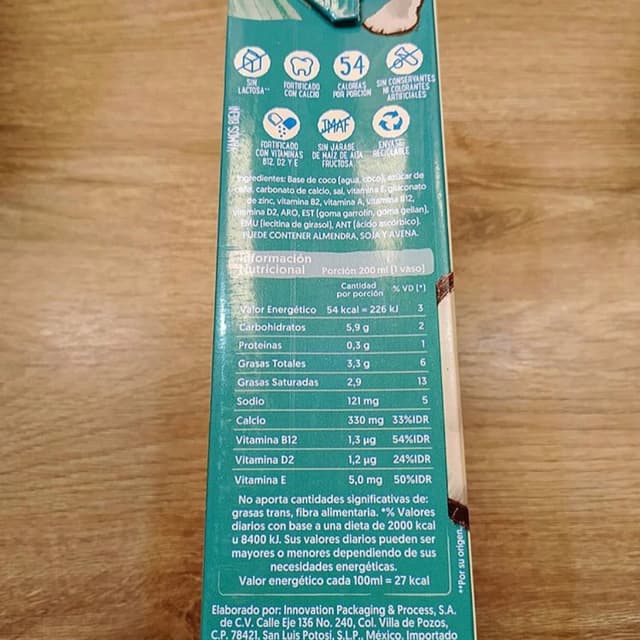 SIN LACTOSA**
FORTIFICADO CON CALCIO
54 CALORÍAS POR PORCIÓN
SIN CONSERVANTES NI COLORANTES ARTIFICIALES
VAMOS BIEN!
FORTIFICADO CON VITAMINAS B12, D2 Y E
JMAF
SIN JARABE DE MAÍZ DE ALTA FRUCTOSA
ENVASE RECICLABLE
Ingredientes: Base de coco (agua, coco), azúcar de
caña, carbonato de calcio, sal, vitamina E, gluconato
de zinc, vitamina B2, vitamina A, vitamina B12,
vitamina D2, ARO, EST (goma garrofín, goma gellan),
EMU (lecitina de girasol), ANT (ácido ascórbico).
PUEDE CONTENER ALMENDRA, SOJA Y AVENA.
Información
Nutricional Porción 200 ml (1 vaso)
Cantidad por porción % VD (*)
Valor Energético 54 kcal = 226 kJ 3
Carbohidratos 5,9 g 2
Proteínas 0,3 g 1
Grasas Totales 3,3 g 6
Grasas Saturadas 2,9 13
Sodio 121 mg 5
Calcio 330 mg 33%IDR
Vitamina B12 1,3 µg 54%IDR
Vitamina D2 1,2 µg 24%IDR
Vitamina E 5,0 mg 50%IDR
No aporta cantidades significativas de:
grasas trans, fibra alimentaria. *% Valores
diarios con base a una dieta de 2000 kcal
u 8400 kJ. Sus valores diarios pueden ser
mayores o menores dependiendo de sus
necesidades energéticas.
Valor energético cada 100ml = 27 kcal
**Por su origen.
Elaborado por: Innovation Packaging & Process, S.A.
de C.V. Calle Eje 136 No. 240, Col. Villa de Pozos,
C.P. 78421, San Luis Potosí, S.L.P., México. Importado